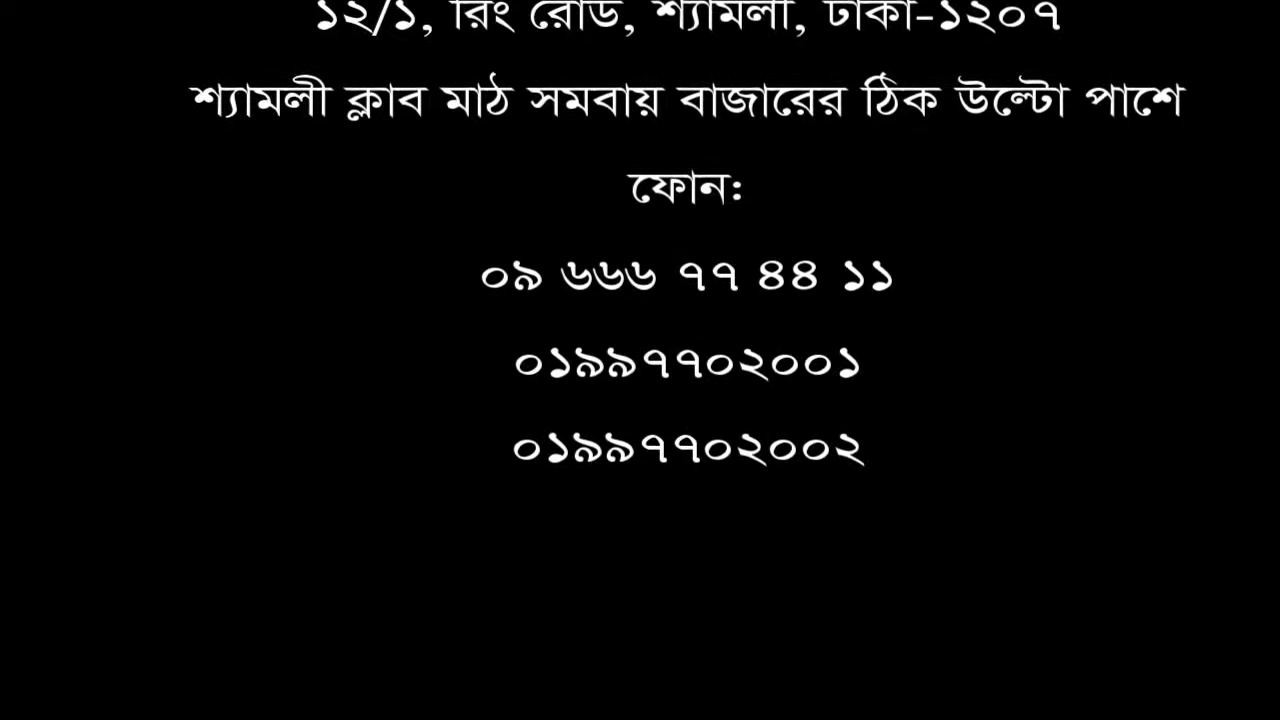 ১২/১, রিং রোড, শ্যামলী, ঢাকা-১২০৭
শ্যামলী ক্লাব মাঠ সমবায় বাজারের ঠিক উল্টো পাশে
ফোন:
০৯ ৬৬৬ ৭৭ ৪৪ ১১
০১৯৯৭৭০২০০১
০১৯৯৭৭০২০০২